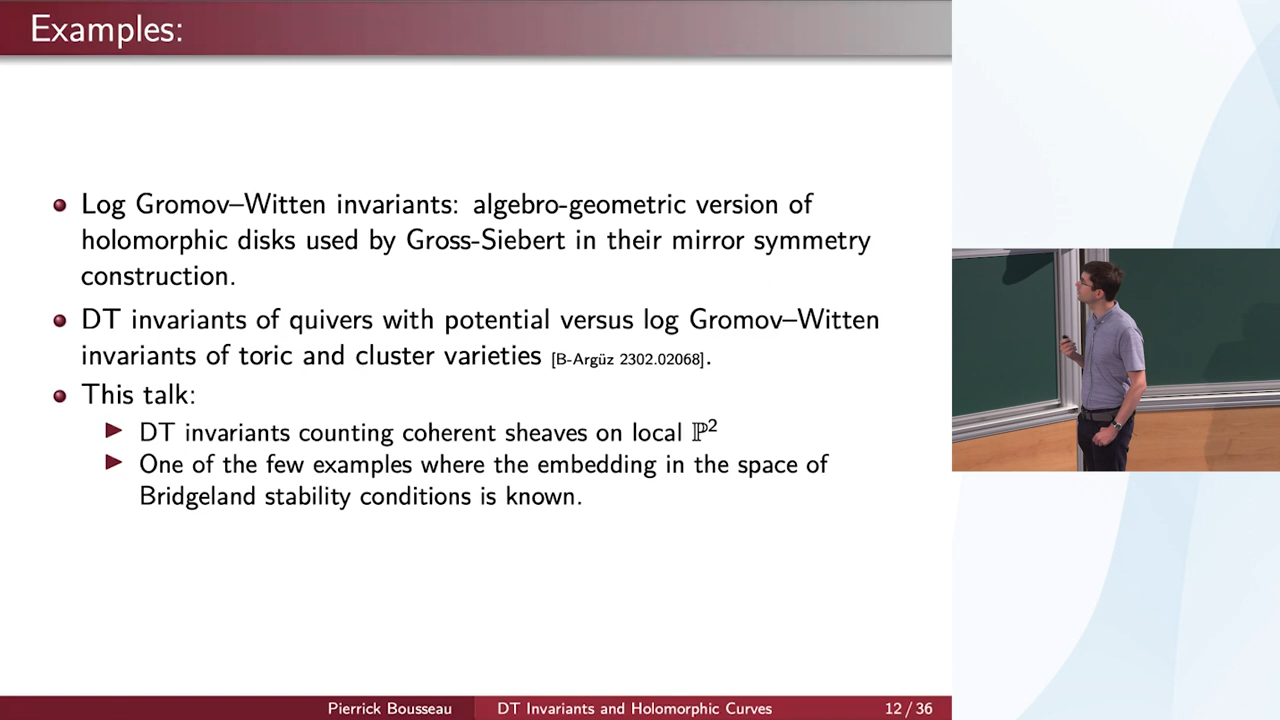 Examples:
Log Gromov–Witten invariants: algebro-geometric version of
holomorphic disks used by Gross-Siebert in their mirror symmetry
construction.
DT invariants of quivers with potential versus log Gromov–Witten
invariants of toric and cluster varieties [B-Argüz 2302.02068].
This talk:
DT invariants counting coherent sheaves on local ℙ²
One of the few examples where the embedding in the space of
Bridgeland stability conditions is known.
Pierrick Bousseau DT Invariants and Holomorphic Curves 12 / 36